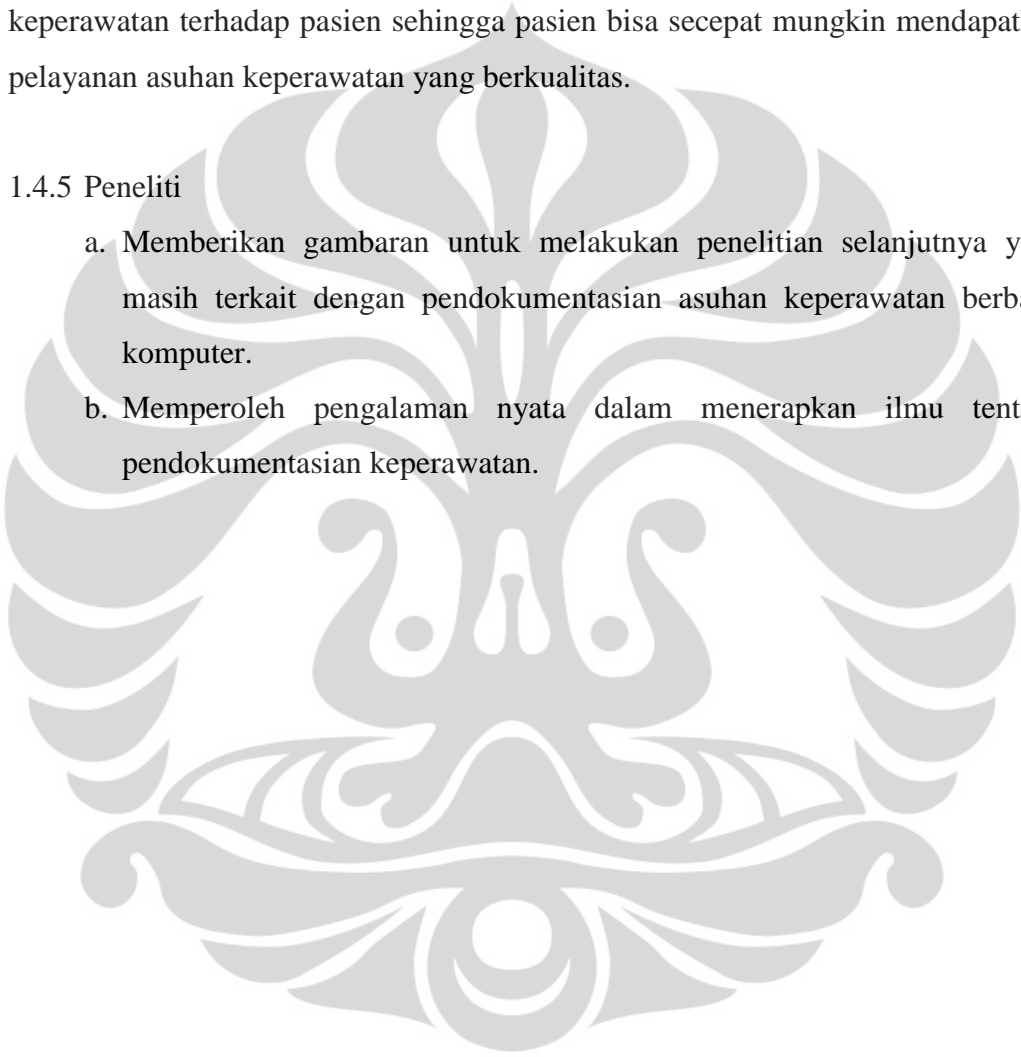 keperawatan terhadap pasien sehingga pasien bisa secepat mungkin mendapat
pelayanan asuhan keperawatan yang berkualitas.
1.4.5 Peneliti
a. Memberikan gambaran untuk melakukan penelitian selanjutnya y
masih terkait dengan pendokumentasian asuhan keperawatan berba
komputer.
b. Memperoleh pengalaman nyata dalam menerapkan ilmu tent
pendokumentasian keperawatan.